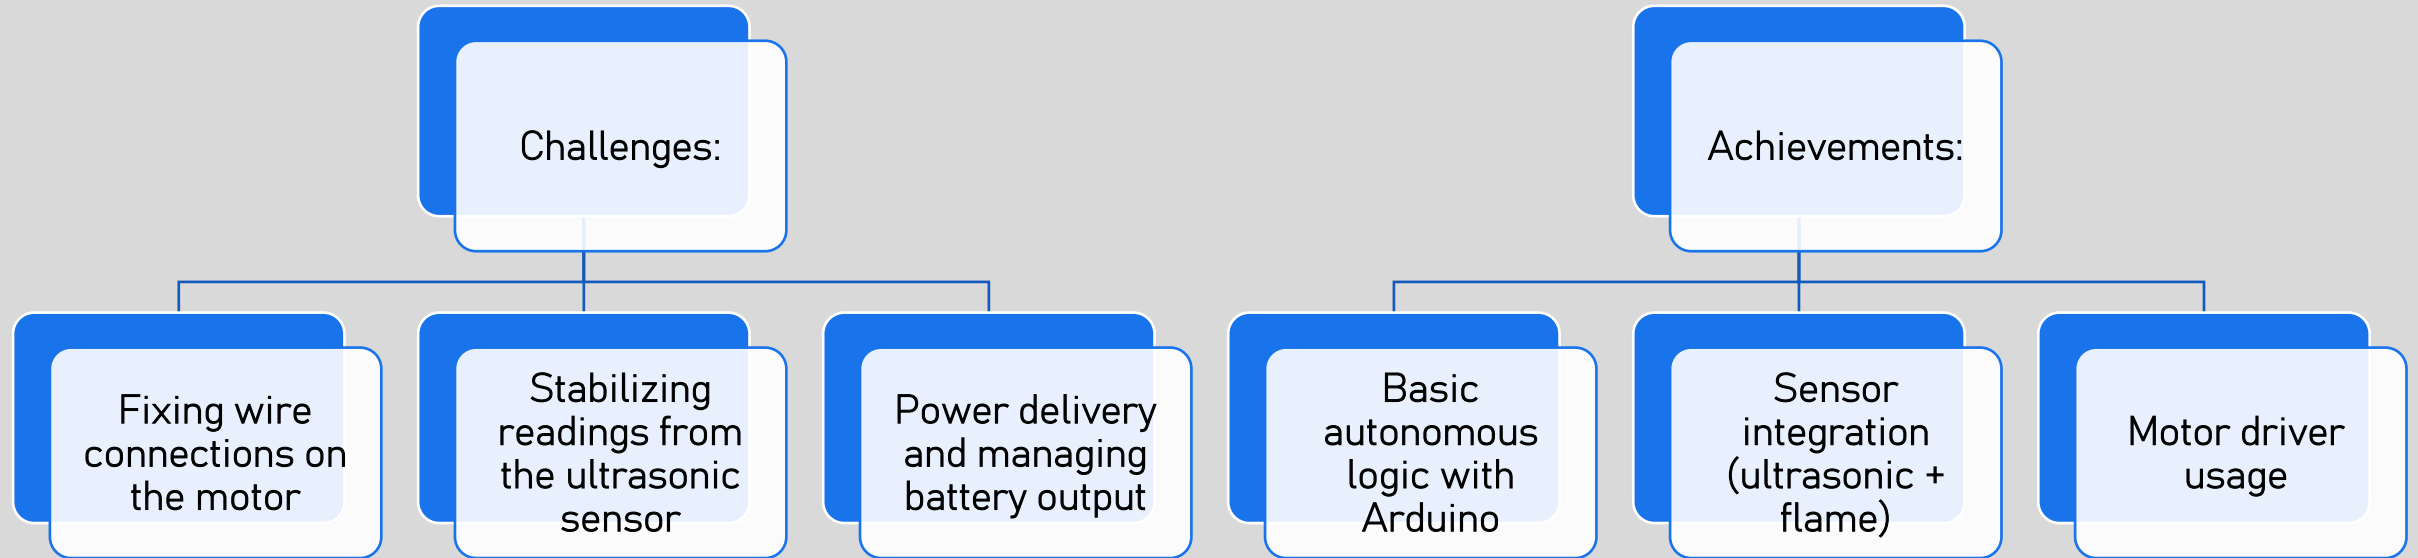 Challenges:
Fixing wire
connections on
the motor
Stabilizing
readings from
the ultrasonic
sensor
Power delivery
and managing
battery output
Achievements:
Basic
autonomous
logic with
Arduino
Sensor
integration
(ultrasonic +
flame)
Motor driver
usage